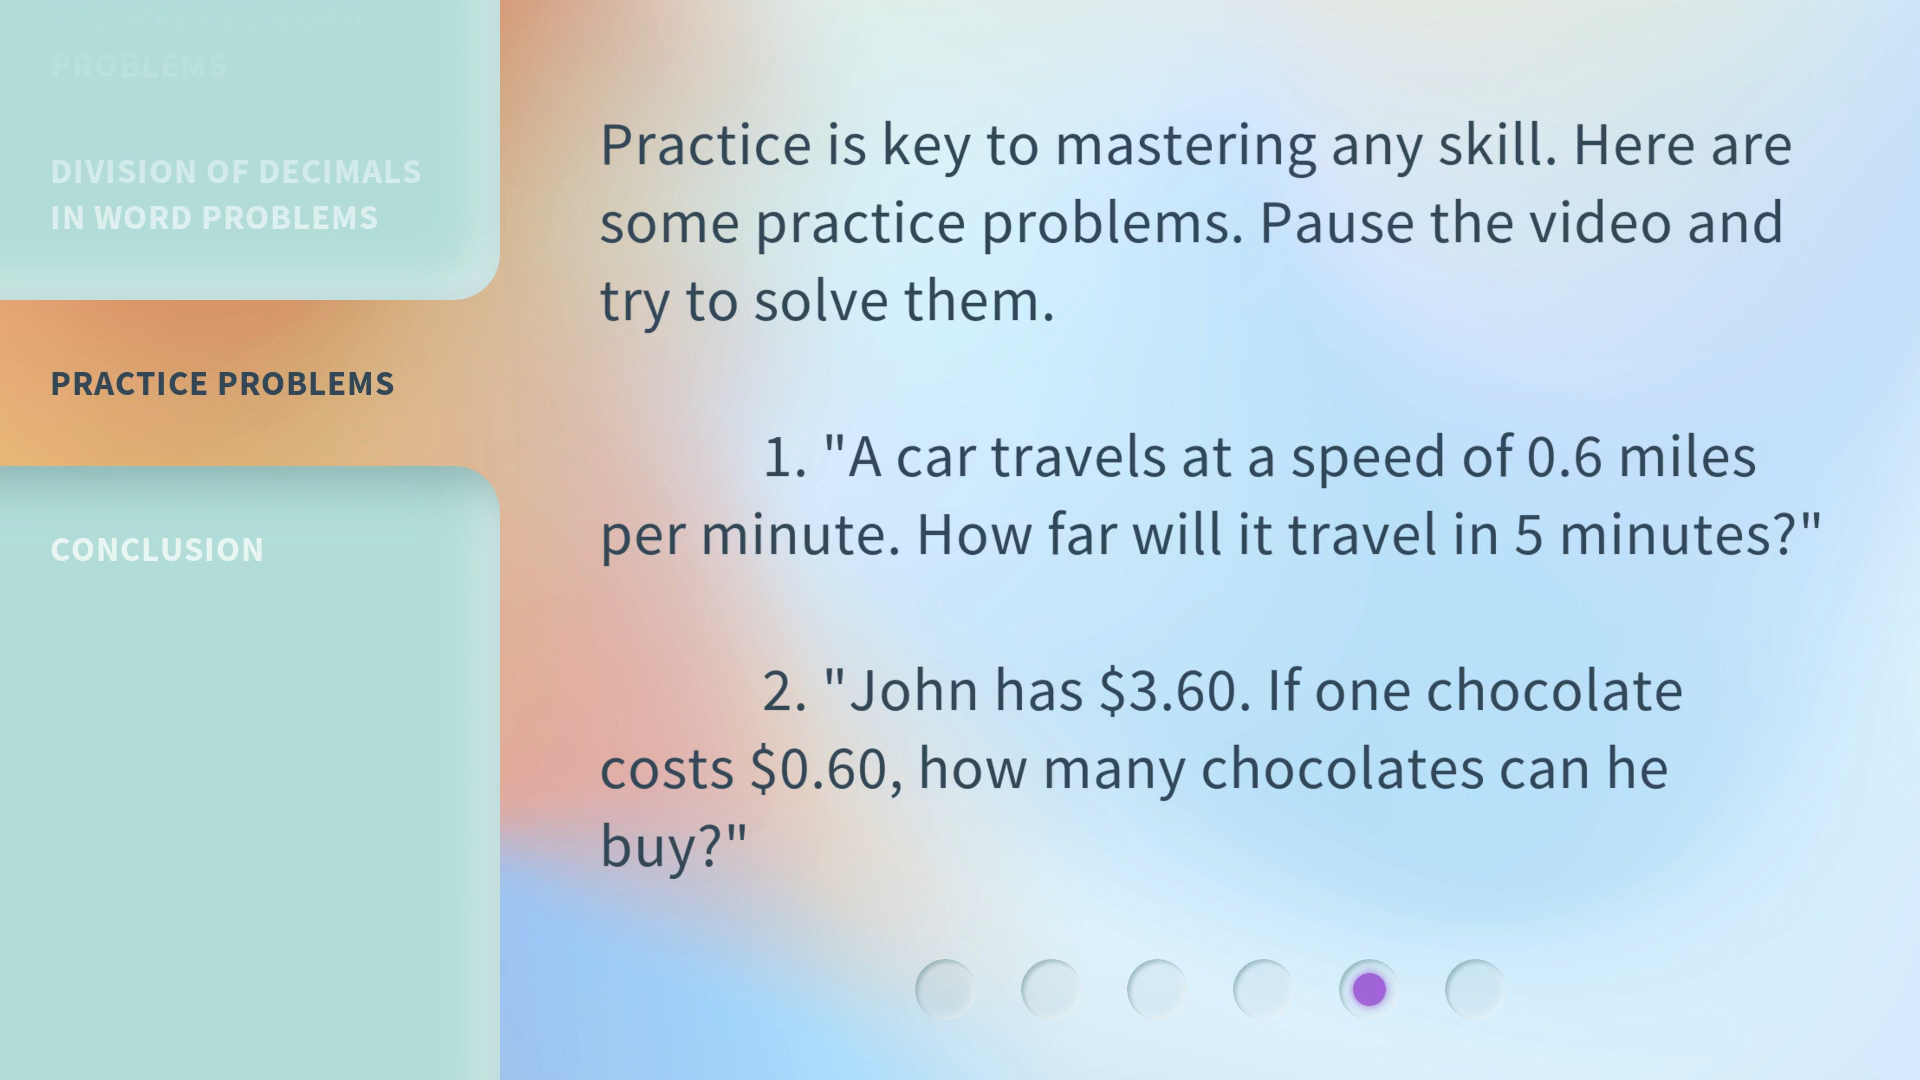 PROBLEMS
DIVISION OF DECIMALS
IN WORD PROBLEMS
PRACTICE PROBLEMS
CONCLUSION
Practice is key to mastering any skill. Here are
some practice problems. Pause the video and
try to solve them.
1. "A car travels at a speed of 0.6 miles
per minute. How far will it travel in 5 minutes?"
2. "John has $3.60. If one chocolate
costs $0.60, how many chocolates can he
buy?"